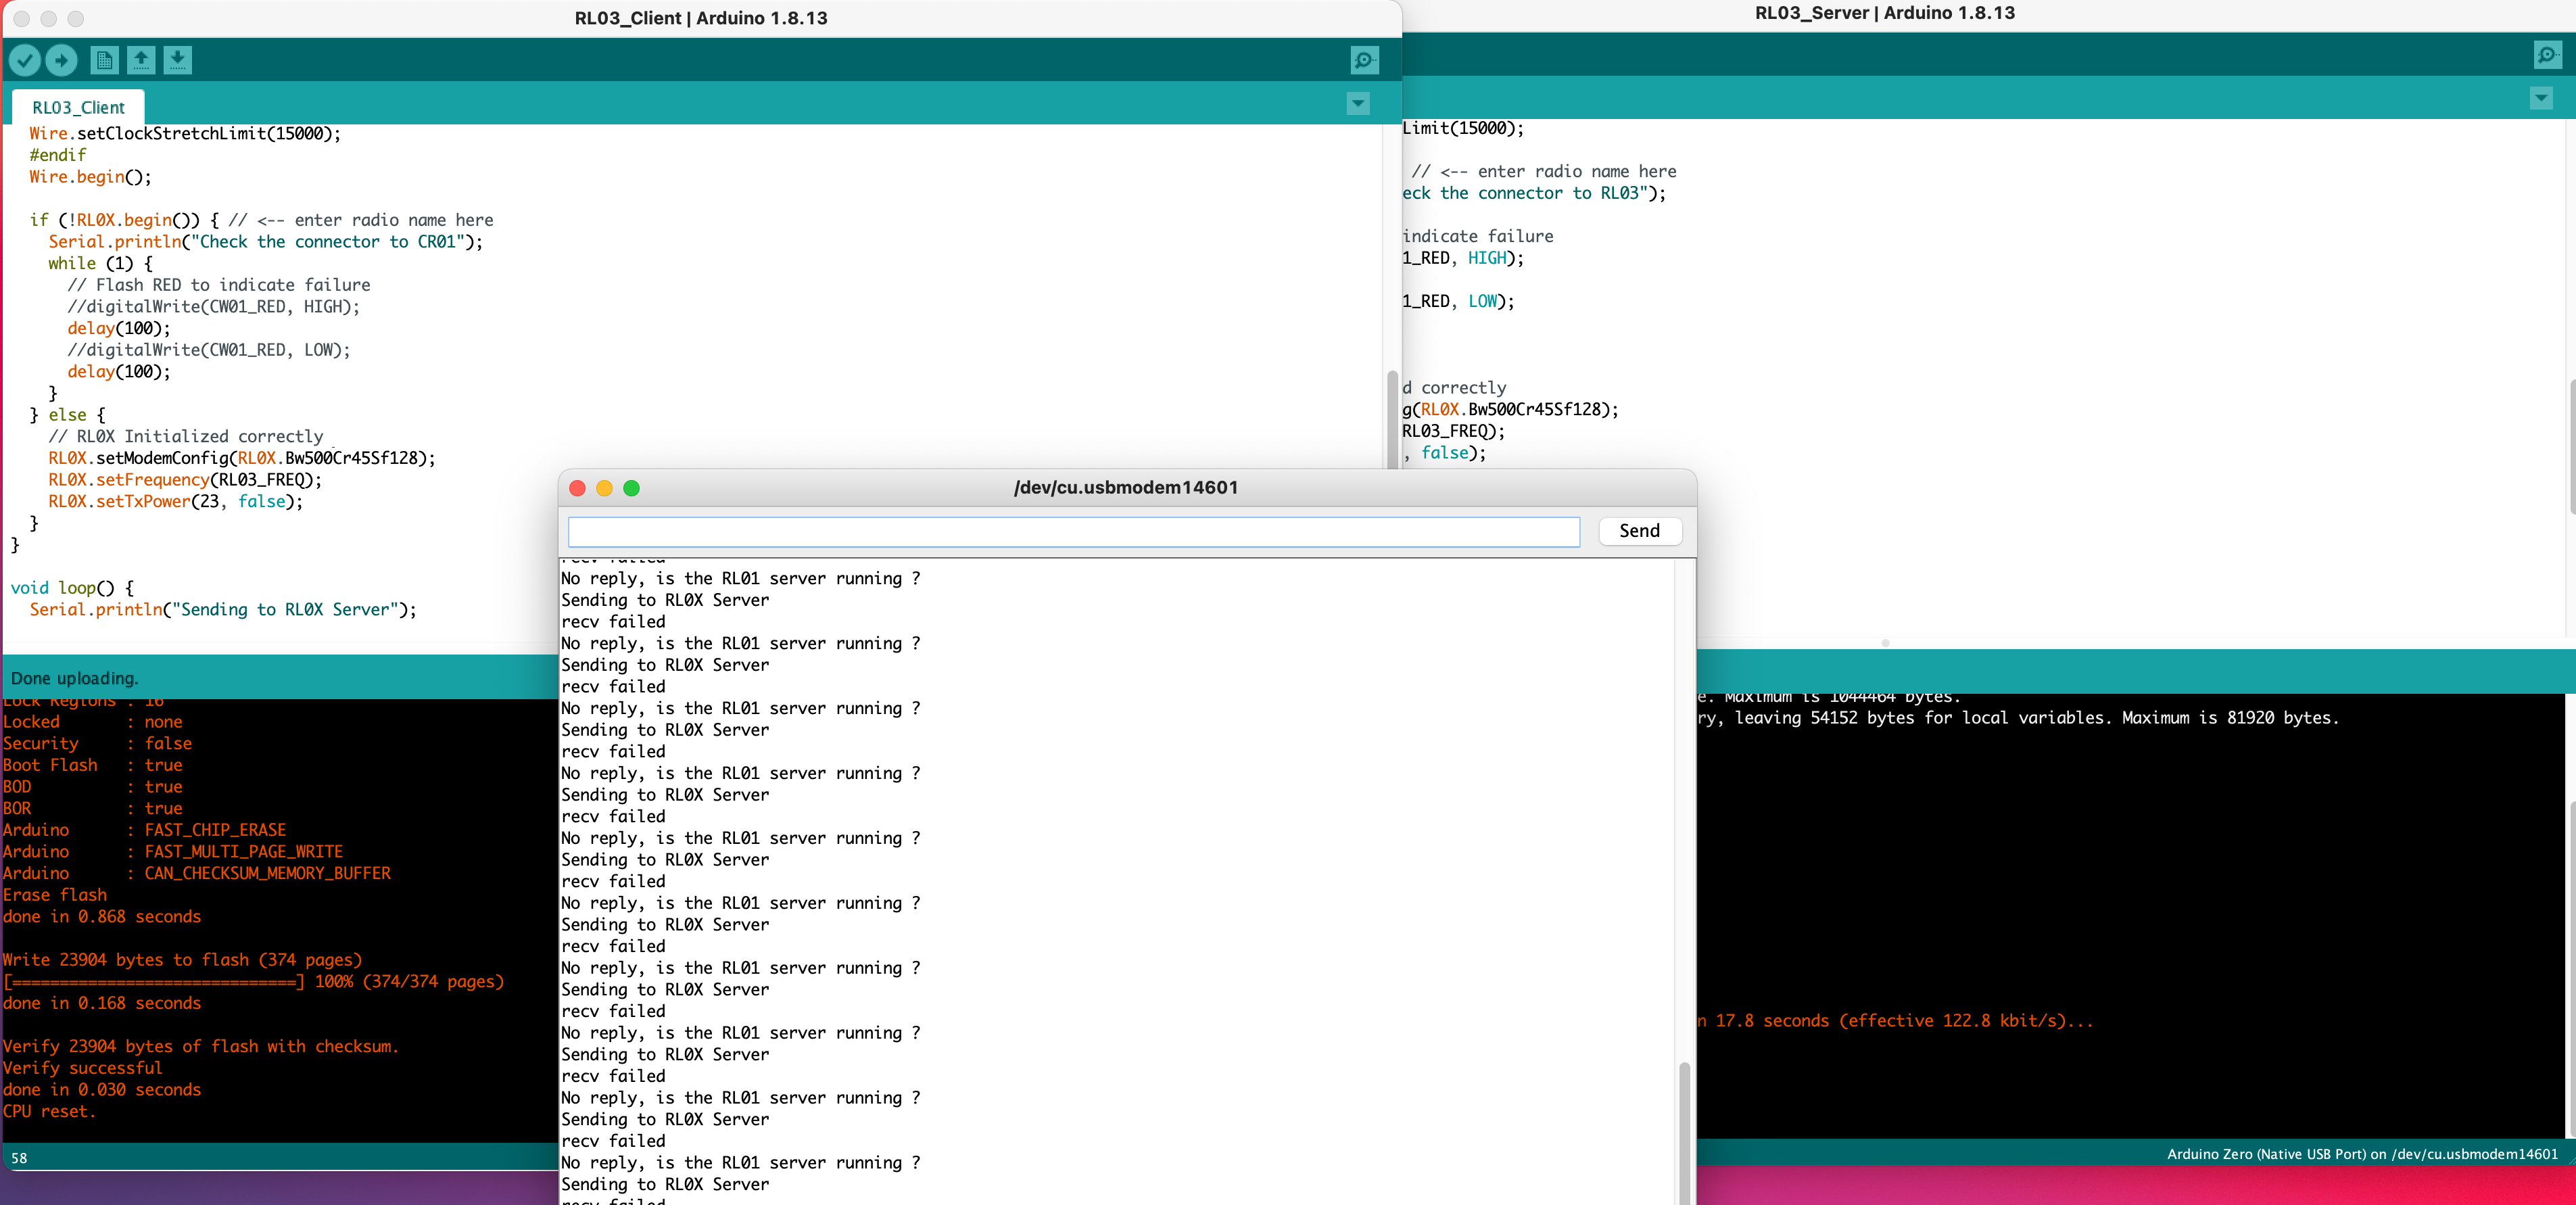 RL03_Client | Arduino 1.8.13
RL03_Client
Wire.setClockStretchLimit(15000);
#endif
Wire.begin();
if (!RL0X.begin()) { // <-- enter radio name here
Serial.println("Check the connector to CR01");
while (1) {
// Flash RED to indicate failure
//digitalWrite(CW01_RED, HIGH);
delay(100);
//digitalWrite(CW01_RED, LOW);
delay(100);
}
} else {
// RL0X Initialized correctly
RL0X.setModemConfig(RL0X.Bw500Cr45Sf128);
RL0X.setFrequency(RL03_FREQ);
RL0X.setTxPower(23, false);
}
}
void loop() {
Serial.println("Sending to RL0X Server");
Done uploading.
Lock Regions : 16
Locked : none
Security : false
Boot Flash : true
BOD : true
BOR : true
Arduino : FAST_CHIP_ERASE
Arduino : FAST_MULTI_PAGE_WRITE
Arduino : CAN_CHECKSUM_MEMORY_BUFFER
Erase flash
done in 0.868 seconds
Write 23904 bytes to flash (374 pages)
[==============================] 100% (374/374 pages)
done in 0.168 seconds
Verify 23904 bytes of flash with checksum.
Verify successful
done in 0.030 seconds
CPU reset.
58
RL03_Server | Arduino 1.8.13
Limit(15000);
// <-- enter radio name here
eck the connector to RL03");
indicate failure
1_RED, HIGH);
1_RED, LOW);
d correctly
g(RL0X.Bw500Cr45Sf128);
RL03_FREQ);
, false);
e. Maximum is 1044464 bytes.
ry, leaving 54152 bytes for local variables. Maximum is 81920 bytes.
n 17.8 seconds (effective 122.8 kbit/s)...
Arduino Zero (Native USB Port) on /dev/cu.usbmodem14601
/dev/cu.usbmodem14601
Send
recv failed
No reply, is the RL01 server running ?
Sending to RL0X Server
recv failed
No reply, is the RL01 server running ?
Sending to RL0X Server
recv failed
No reply, is the RL01 server running ?
Sending to RL0X Server
recv failed
No reply, is the RL01 server running ?
Sending to RL0X Server
recv failed
No reply, is the RL01 server running ?
Sending to RL0X Server
recv failed
No reply, is the RL01 server running ?
Sending to RL0X Server
recv failed
No reply, is the RL01 server running ?
Sending to RL0X Server
recv failed
No reply, is the RL01 server running ?
Sending to RL0X Server
recv failed
No reply, is the RL01 server running ?
Sending to RL0X Server
recv failed
No reply, is the RL01 server running ?
Sending to RL0X Server
recv failed